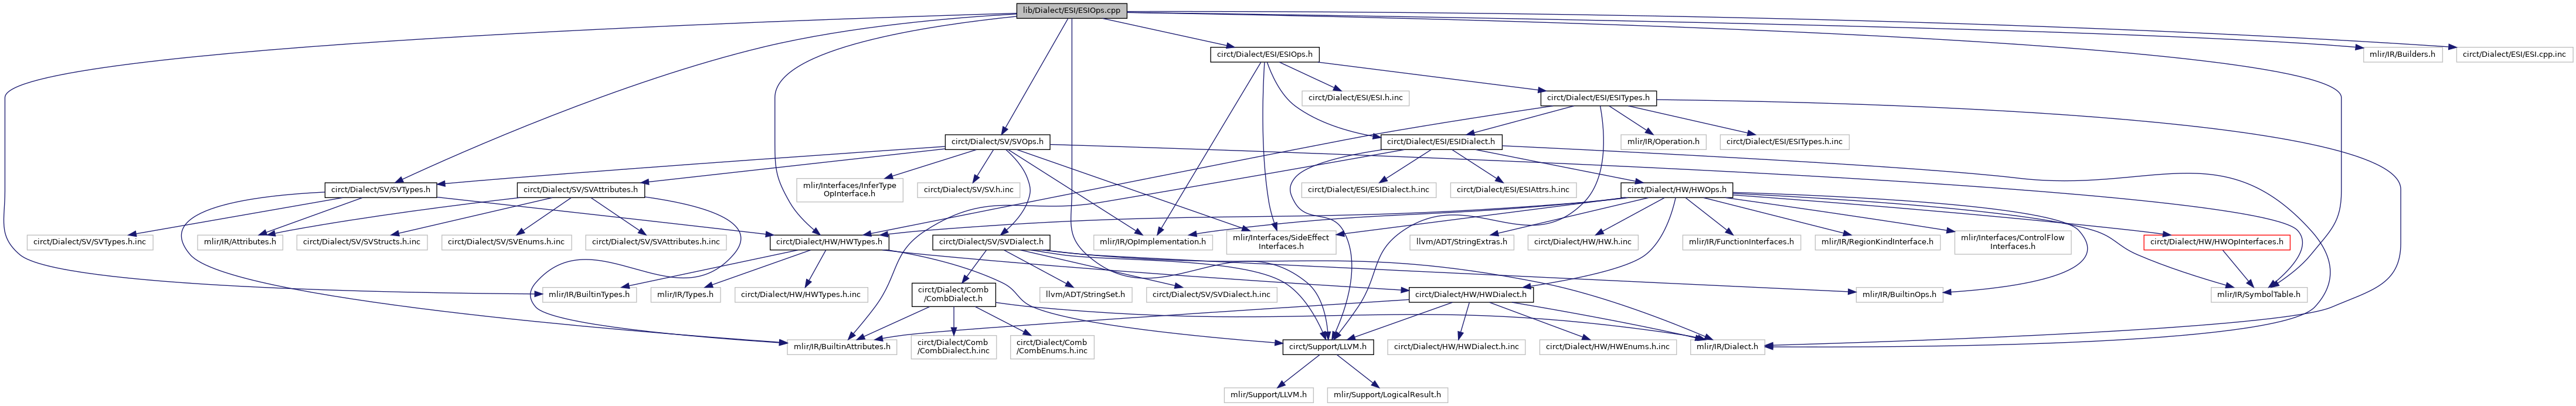 lib/Dialect/ESI/ESIOps.cpp
circt/Dialect/ESI/ESIOps.h
mlir/IR/Builders.h
circt/Dialect/ESI/ESI.cpp.inc
circt/Dialect/ESI/ESI.h.inc
circt/Dialect/ESI/ESITypes.h
circt/Dialect/SV/SVOps.h
circt/Dialect/ESI/ESIDialect.h
mlir/IR/Operation.h
circt/Dialect/ESI/ESITypes.h.inc
circt/Dialect/SV/SVTypes.h
circt/Dialect/SV/SVAttributes.h
mlir/Interfaces/InferType
OpInterface.h
circt/Dialect/SV/SV.h.inc
circt/Dialect/ESI/ESIDialect.h.inc
circt/Dialect/ESI/ESIAttrs.h.inc
circt/Dialect/HW/HWOps.h
circt/Dialect/SV/SVTypes.h.inc
mlir/IR/Attributes.h
circt/Dialect/SV/SVStructs.h.inc
circt/Dialect/SV/SVEnums.h.inc
circt/Dialect/SV/SVAttributes.h.inc
circt/Dialect/HW/HWTypes.h
circt/Dialect/SV/SVDialect.h
mlir/IR/OpImplementation.h
mlir/Interfaces/SideEffect
Interfaces.h
llvm/ADT/StringExtras.h
circt/Dialect/HW/HW.h.inc
mlir/IR/FunctionInterfaces.h
mlir/IR/RegionKindInterface.h
mlir/Interfaces/ControlFlow
Interfaces.h
circt/Dialect/HW/HWOpInterfaces.h
mlir/IR/BuiltinTypes.h
mlir/IR/Types.h
circt/Dialect/HW/HWTypes.h.inc
circt/Dialect/Comb
/CombDialect.h
llvm/ADT/StringSet.h
circt/Dialect/SV/SVDialect.h.inc
circt/Dialect/HW/HWDialect.h
mlir/IR/BuiltinOps.h
mlir/IR/SymbolTable.h
mlir/IR/BuiltinAttributes.h
circt/Dialect/Comb
/CombDialect.h.inc
circt/Dialect/Comb
/CombEnums.h.inc
circt/Support/LLVM.h
circt/Dialect/HW/HWDialect.h.inc
circt/Dialect/HW/HWEnums.h.inc
mlir/IR/Dialect.h
mlir/Support/LLVM.h
mlir/Support/LogicalResult.h